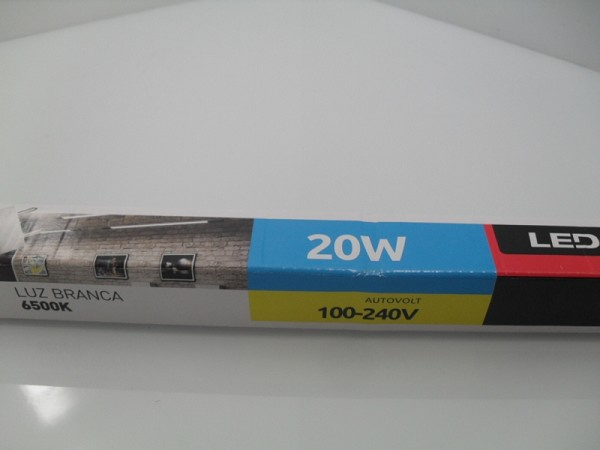 20W
LED
LUZ BRANCA
6500K
AUTOVOLT
100-240V